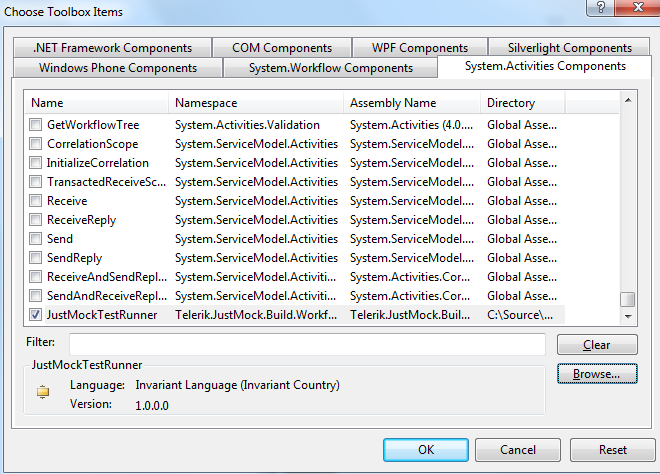 Choose Toolbox Items
.NET Framework Components COM Components WPF Components Silverlight Components
Windows Phone Components System.Workflow Components System.Activities Components
Name Namespace Assembly Name Directory
GetWorkflowTree System.Activities.Validation System.Activities (4.0.... Global Asse...
CorrelationScope System.ServiceModel.Activities System.ServiceModel.... Global Asse...
InitializeCorrelation System.ServiceModel.Activities System.ServiceModel.... Global Asse...
TransactedReceiveSc... System.ServiceModel.Activities System.ServiceModel.... Global Asse...
Receive System.ServiceModel.Activities System.ServiceModel.... Global Asse...
ReceiveReply System.ServiceModel.Activities System.ServiceModel.... Global Asse...
Send System.ServiceModel.Activities System.ServiceModel.... Global Asse...
SendReply System.ServiceModel.Activities System.ServiceModel.... Global Asse...
ReceiveAndSendRepl... System.ServiceModel.Activiti... System.Activities.Cor... Global Asse...
SendAndReceiveRepl... System.ServiceModel.Activiti... System.Activities.Cor... Global Asse...
JustMockTestRunner Telerik.JustMock.Build.Workf... Telerik.JustMock.Buil... C:\Source\...
Filter: Clear
JustMockTestRunner
Language: Invariant Language (Invariant Country) Browse...
Version: 1.0.0.0
OK Cancel Reset